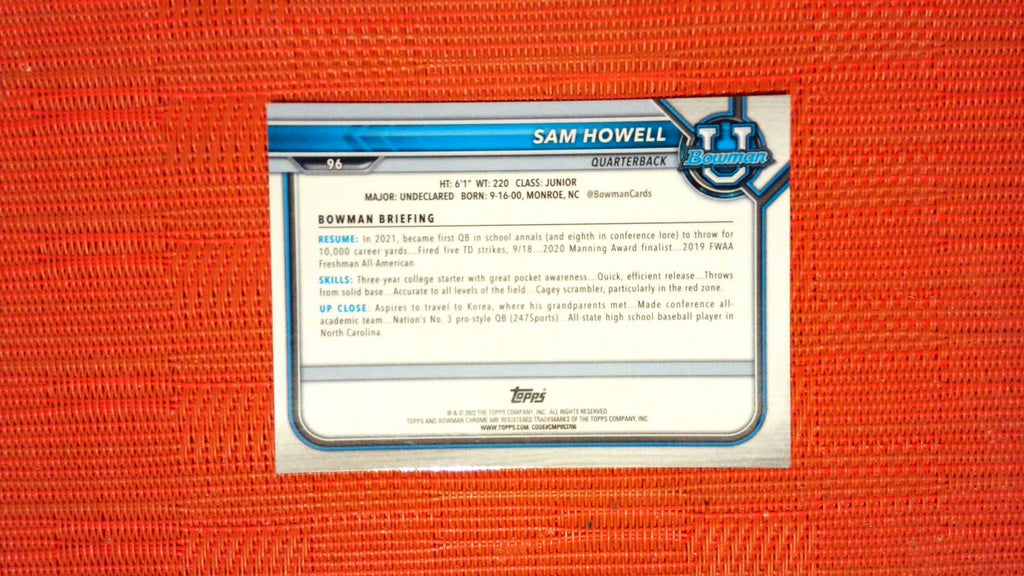 SAM HOWELL
U
Bowman
96
QUARTERBACK
HT: 6'1" WT: 220 CLASS: JUNIOR
MAJOR: UNDECLARED BORN: 9-16-00, MONROE, NC @BowmanCards
BOWMAN BRIEFING
RESUME: In 2021, became first QB in school annals (and eighth in conference lore) to throw for
10,000 career yards...Fired five TD strikes, 9/18...2020 Manning Award finalist...2019 FWAA
Freshman All-American.
SKILLS: Three-year college starter with great pocket awareness...Quick, efficient release...Throws
from solid base...Accurate to all levels of the field...Cagey scrambler, particularly in the red zone.
UP CLOSE: Aspires to travel to Korea, where his grandparents met...Made conference all-
academic team...Nation's No. 3 pro-style QB (247Sports)...All-state high school baseball player in
North Carolina.
Topps
® & © 2022 THE TOPPS COMPANY, INC. ALL RIGHTS RESERVED.
TOPPS AND BOWMAN CHROME ARE REGISTERED TRADEMARKS OF THE TOPPS COMPANY, INC.
WWW.TOPPS.COM. CODE#CMP053706